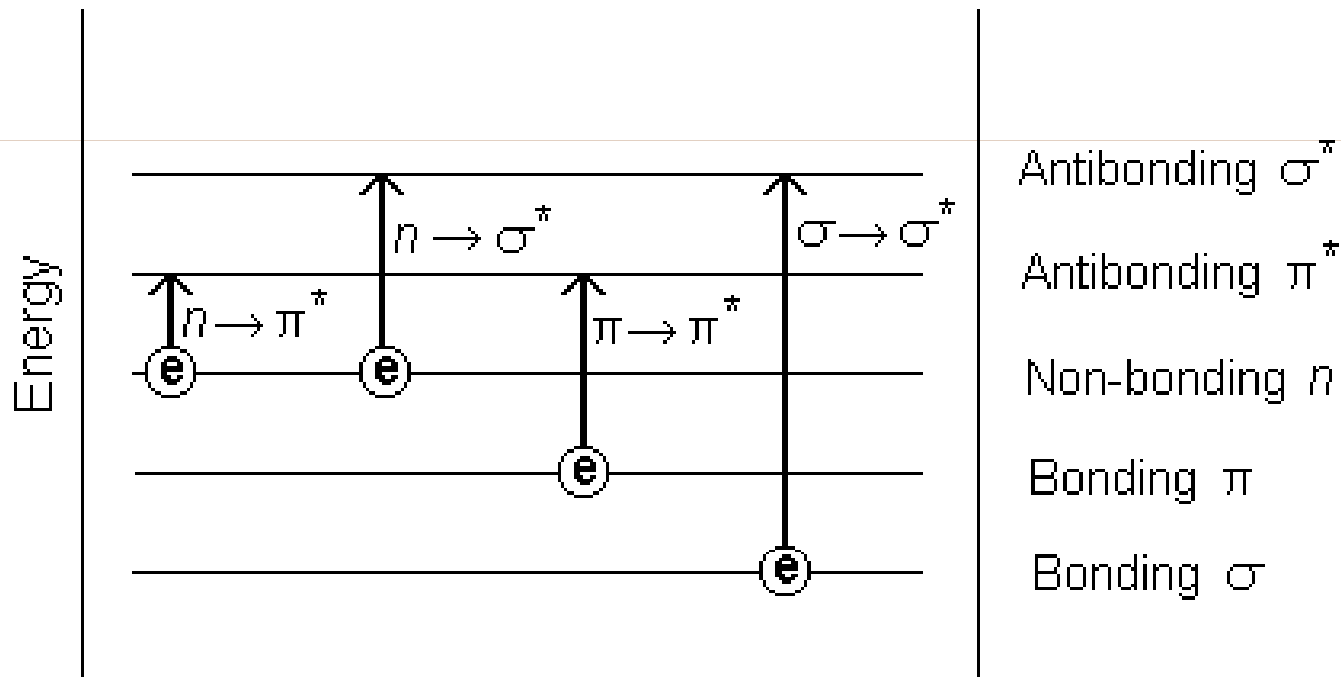 Energy
Antibonding σ*
n → σ*
σ → σ*
Antibonding π*
n → π*
π → π*
e
e
Non-bonding n
e
Bonding π
e
Bonding σ